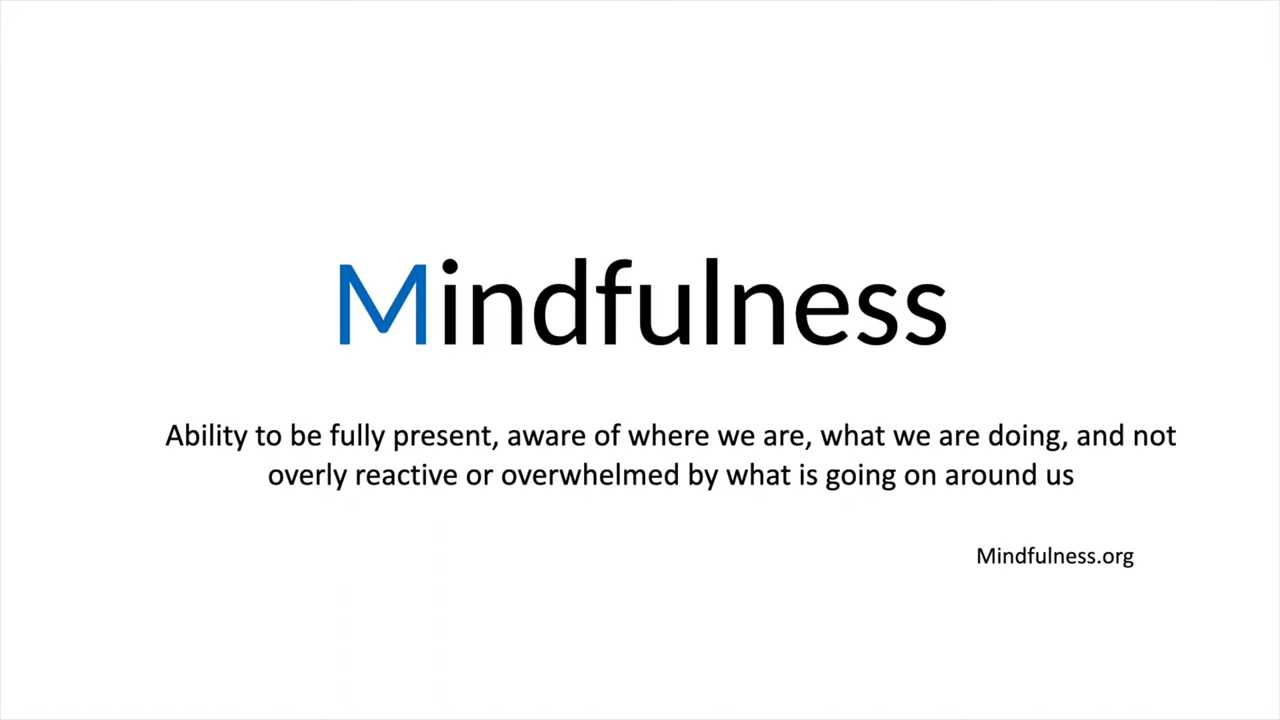 Mindfulness
Ability to be fully present, aware of where we are, what we are doing, and not
overly reactive or overwhelmed by what is going on around us
Mindfulness.org